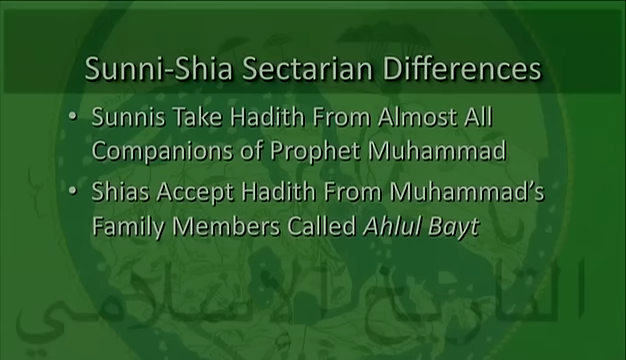 Sunni-Shia Sectarian Differences
• Sunnis Take Hadith From Almost All
Companions of Prophet Muhammad
• Shias Accept Hadith From Muhammad's
Family Members Called Ahlul Bayt
التاريخ الاسلامي